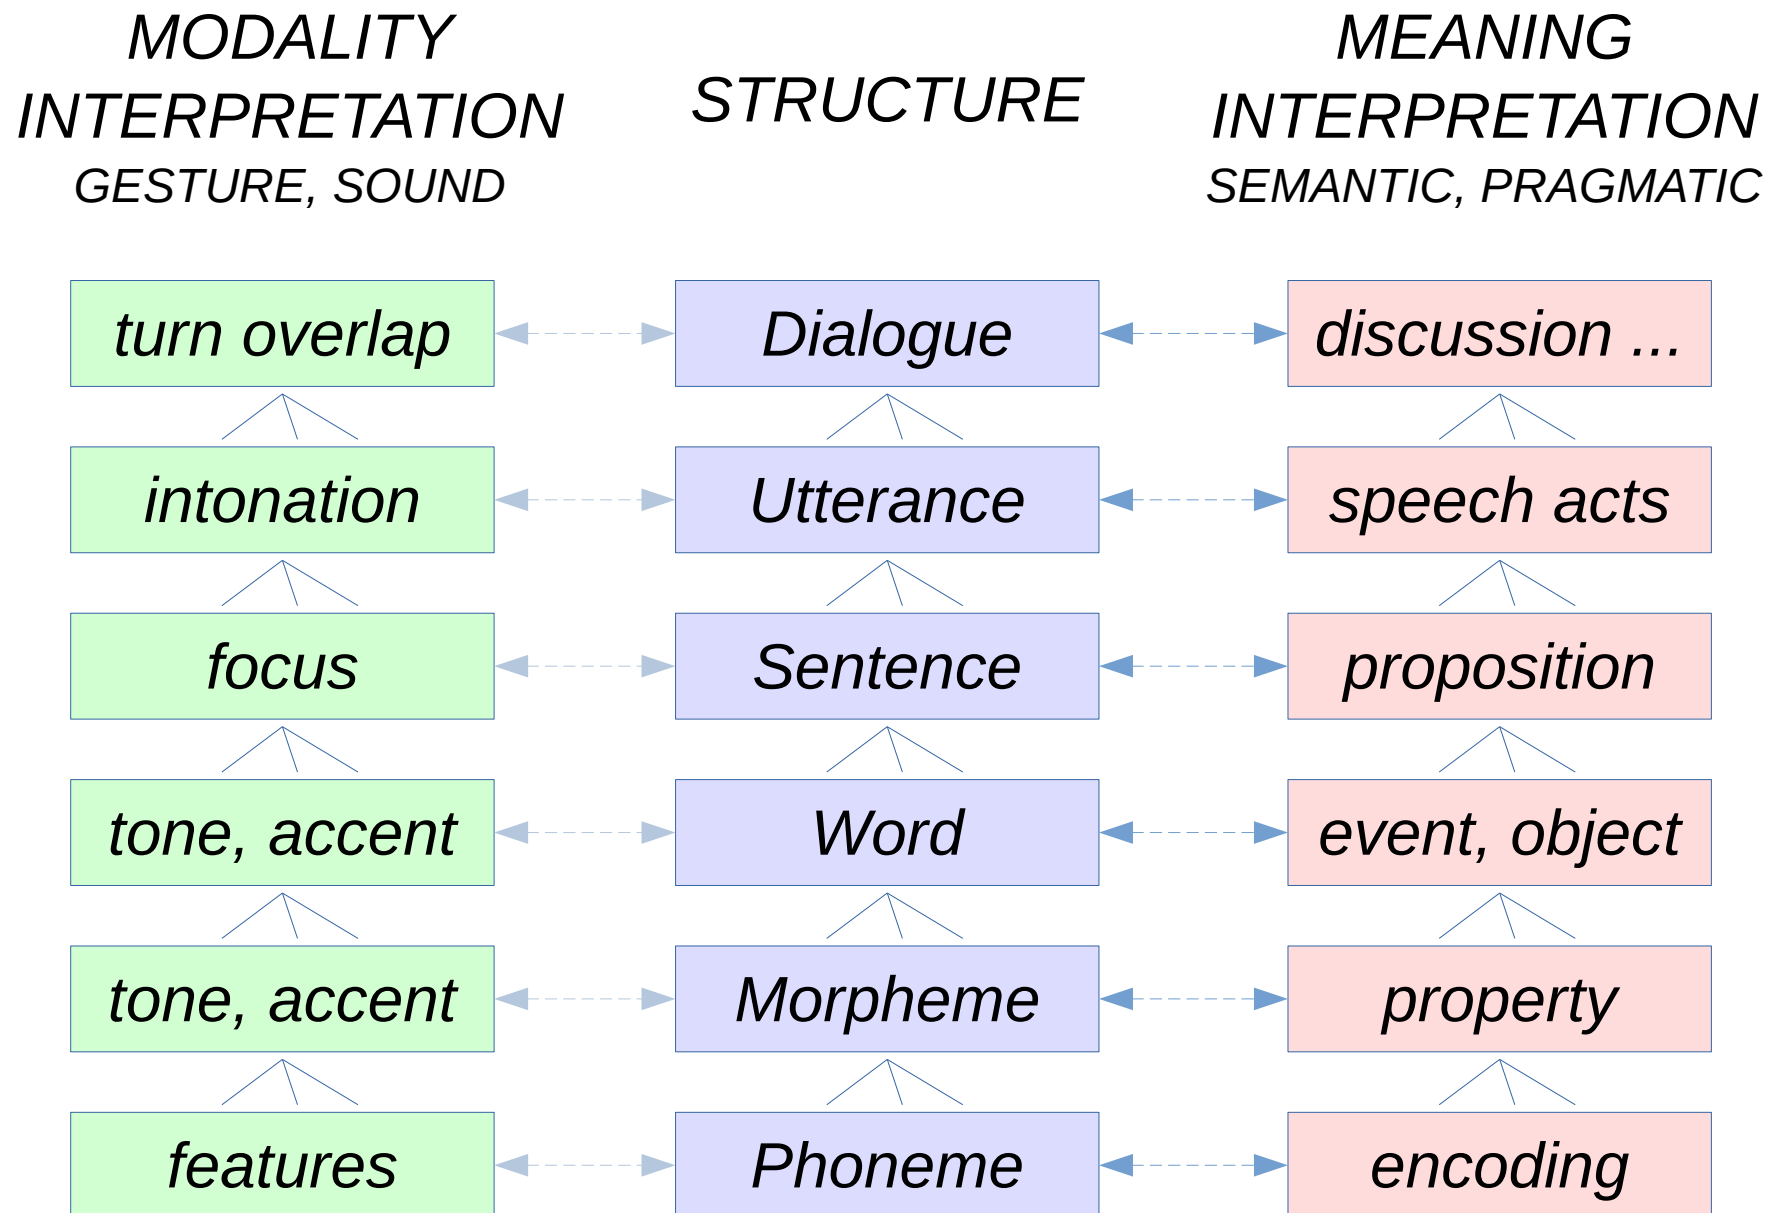 MODALITY
INTERPRETATION
GESTURE, SOUND
STRUCTURE
MEANING
INTERPRETATION
SEMANTIC, PRAGMATIC
turn overlap
Dialogue
discussion ...
intonation
Utterance
speech acts
focus
Sentence
proposition
tone, accent
Word
event, object
tone, accent
Morpheme
property
features
Phoneme
encoding